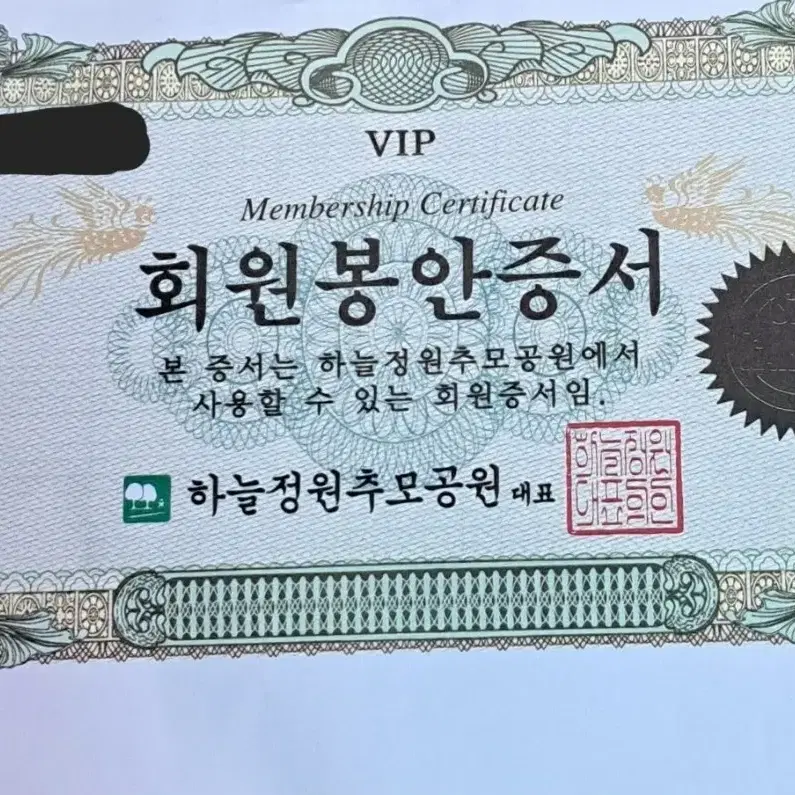 VIP
Membership Certificate
회원봉안증서
본 증서는 하늘정원추모공원에서
사용할 수 있는 회원증서임.
하늘정원추모공원 대표